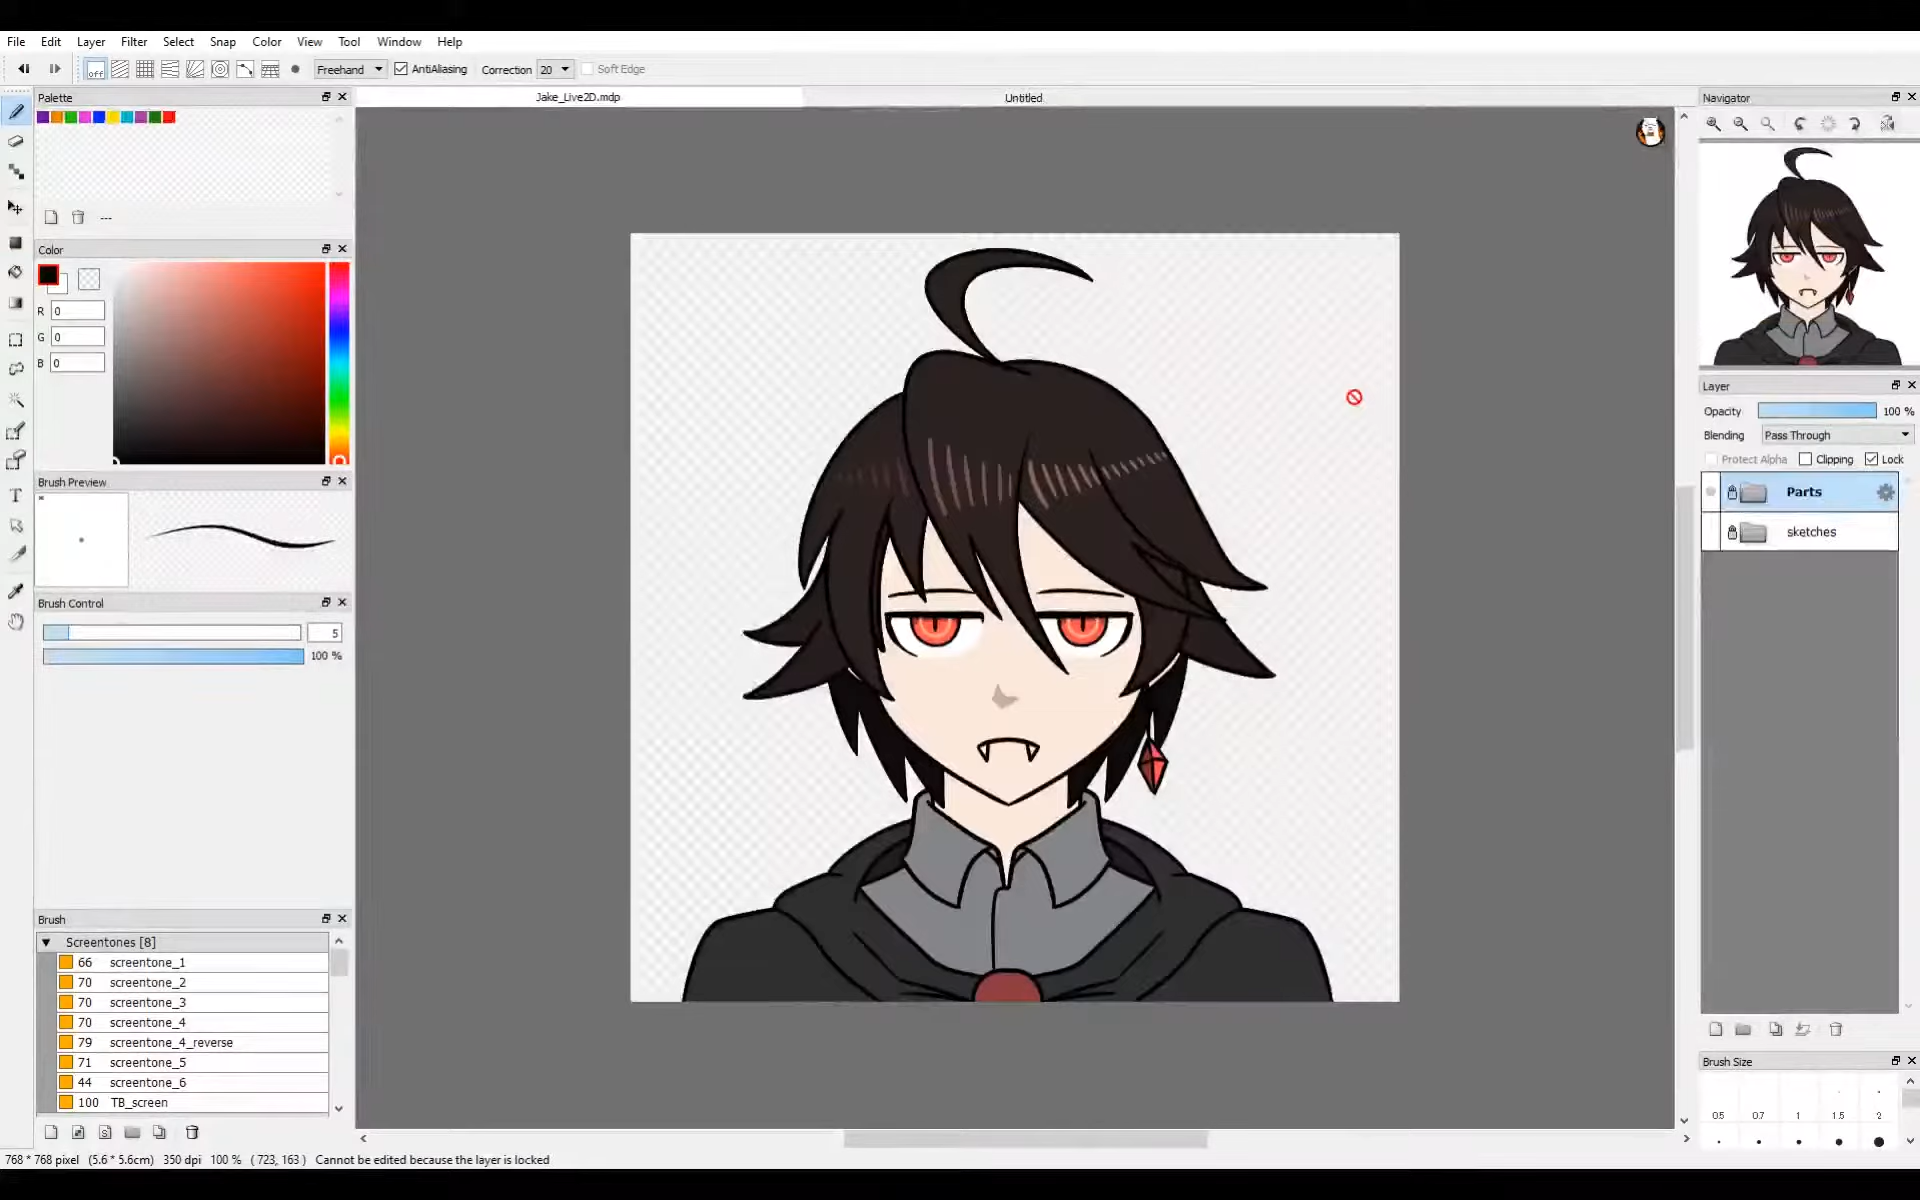 File Edit Layer Filter Select Snap Color View Tool Window Help
off Freehand AntiAliasing Correction 20 Soft Edge
Palette
Jake_Live2D.mdp
Untitled
Navigator
---
Color
R 0
G 0
B 0
Layer
Opacity 100 %
Blending Pass Through
Protect Alpha Clipping Lock
Parts
sketches
Brush Preview
Brush Control
5
100 %
Brush
Screentones [8]
66 screentone_1
70 screentone_2
70 screentone_3
70 screentone_4
79 screentone_4_reverse
71 screentone_5
44 screentone_6
100 TB_screen
Brush Size
0.5 0.7 1 1.5 2
768 * 768 pixel (5.6 * 5.6cm) 350 dpi 100 % ( 723, 163 ) Cannot be edited because the layer is locked